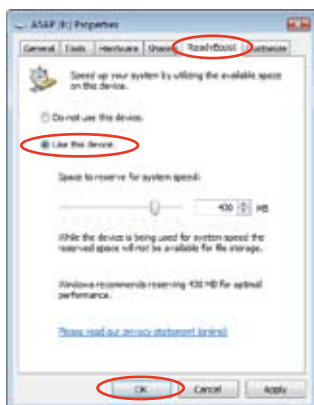 ASAP (I:) Properties
General Tools Hardware Sharing ReadyBoost Customize
Speed up your system by utilizing the available space
on this device.
Do not use this device.
Use this device.
Space to reserve for system speed:
430 MB
While the device is being used for system speed the
reserved space will not be available for file storage.
Windows recommends reserving 430 MB for optimal
performance.
Please read our privacy statement (online).
OK Cancel Apply